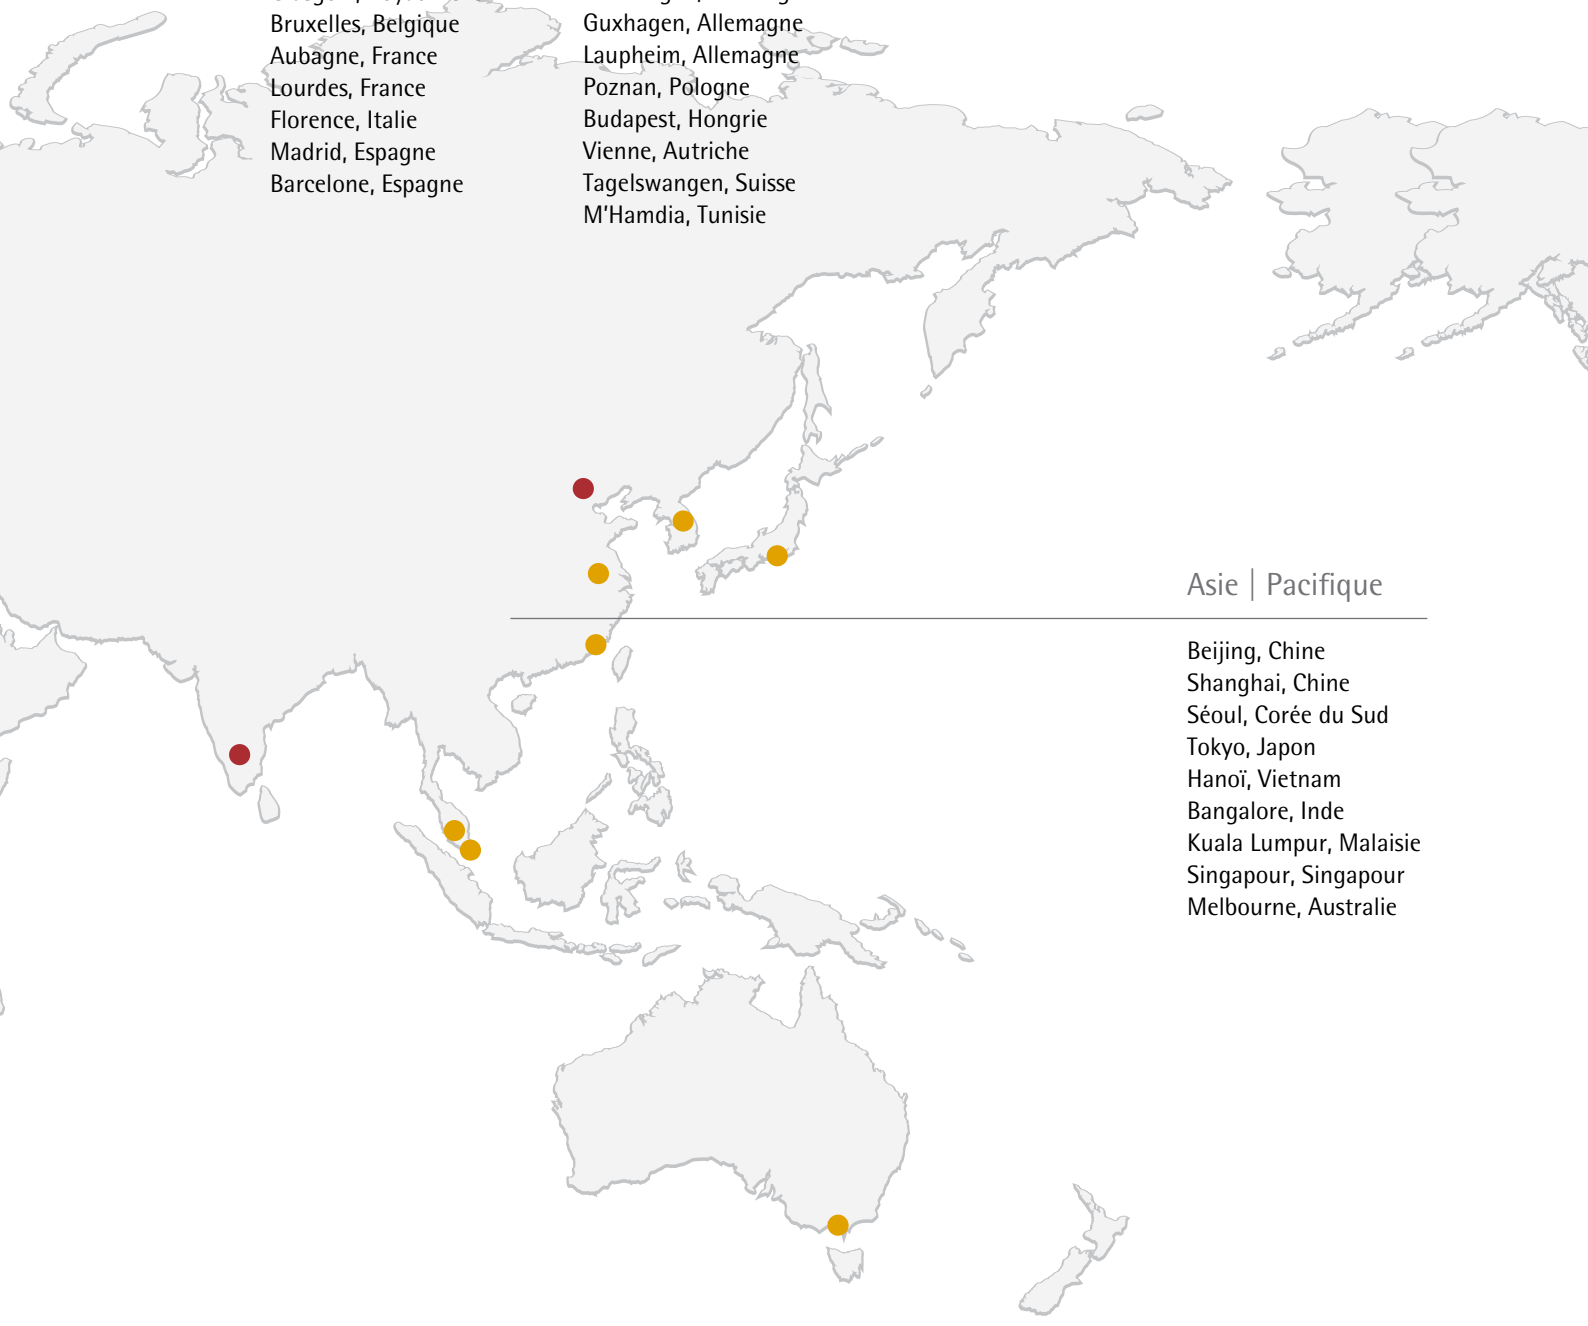 Bruxelles, Belgique
Aubagne, France
Lourdes, France
Florence, Italie
Madrid, Espagne
Barcelone, Espagne
Guxhagen, Allemagne
Laupheim, Allemagne
Poznan, Pologne
Budapest, Hongrie
Vienne, Autriche
Tagelswangen, Suisse
M'Hamdia, Tunisie
Asie | Pacifique
Beijing, Chine
Shanghai, Chine
Séoul, Corée du Sud
Tokyo, Japon
Hanoï, Vietnam
Bangalore, Inde
Kuala Lumpur, Malaisie
Singapour, Singapour
Melbourne, Australie